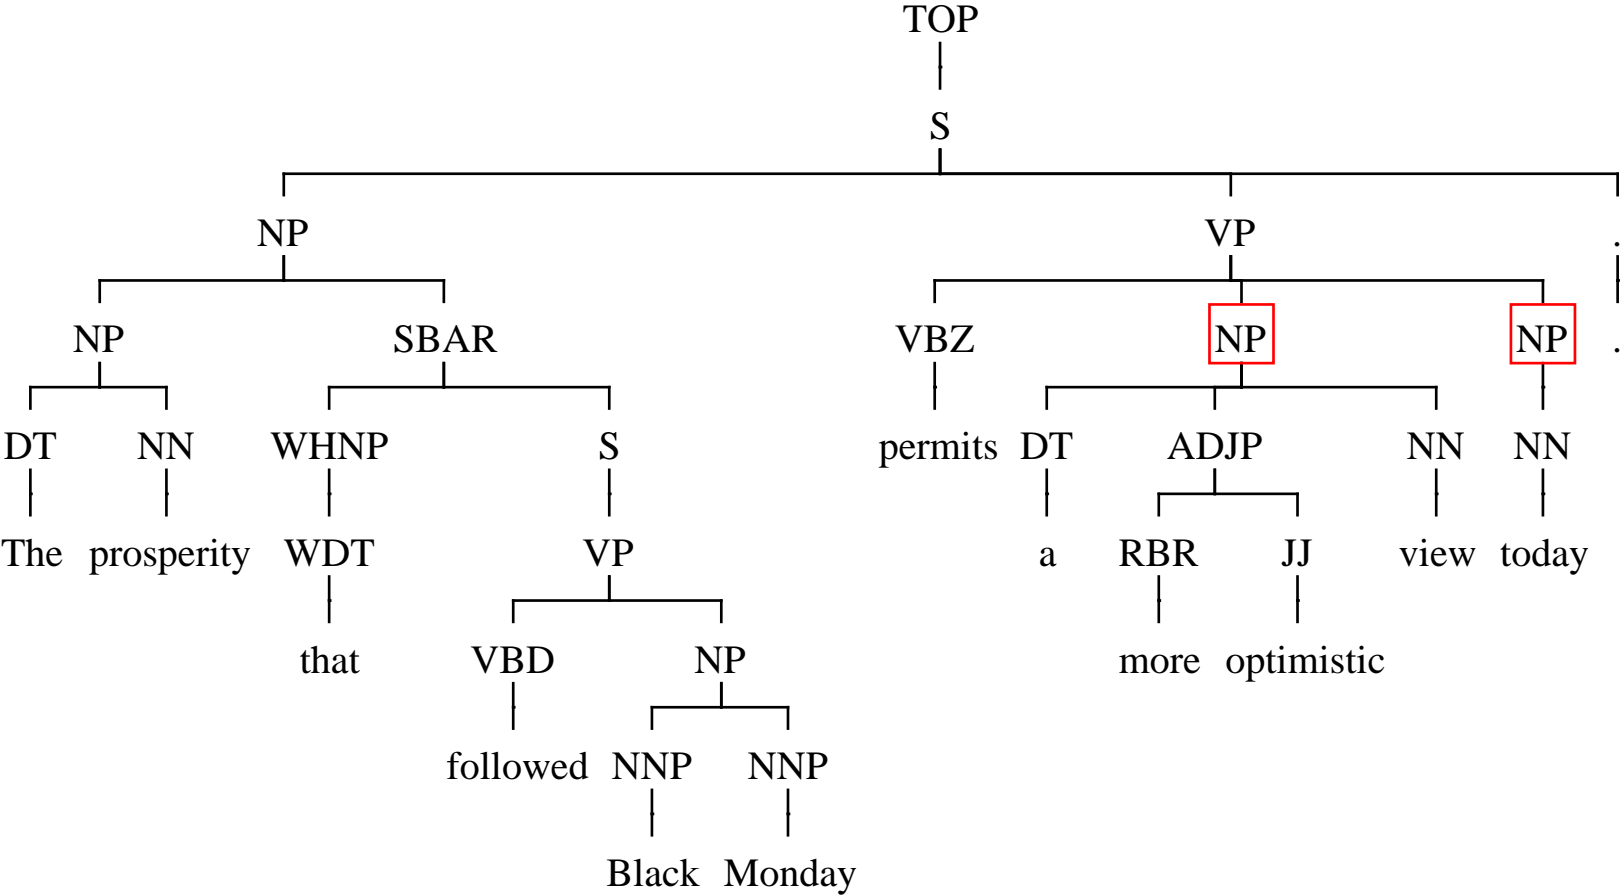 TOP
S
NP VP .
NP SBAR VBZ NP NP .
DT NN WHNP S permits DT ADJP NN NN
The prosperity WDT VP a RBR JJ view today
that VBD NP more optimistic
followed NNP NNP
Black Monday